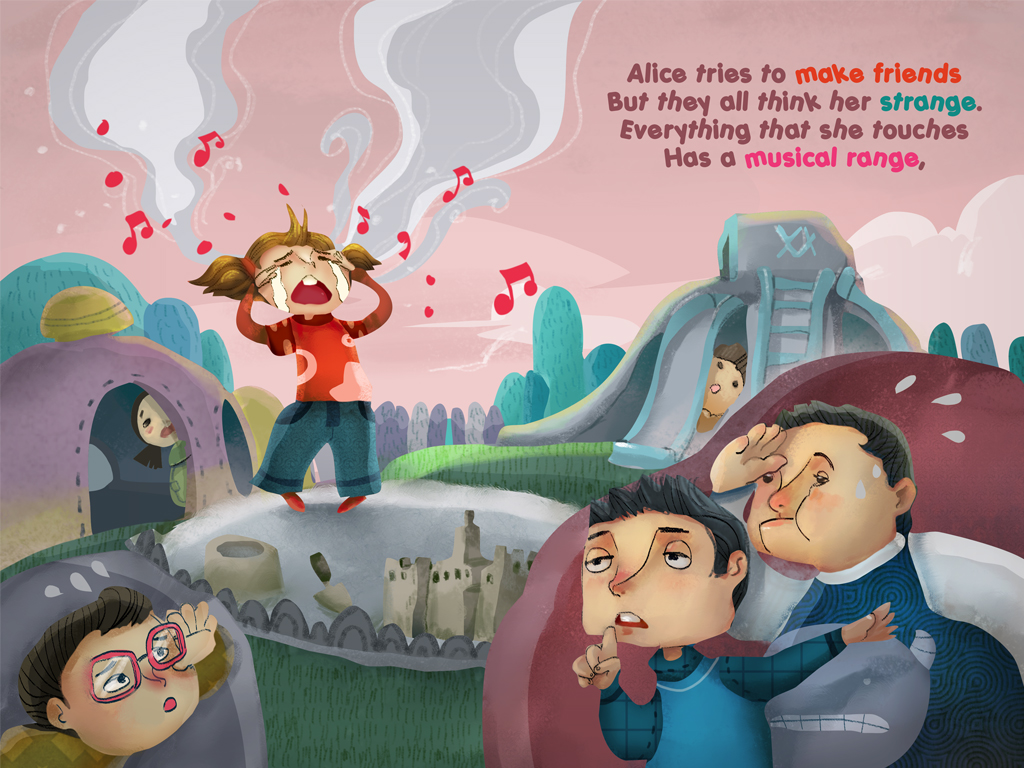 Alice tries to make friends
But they all think her strange.
Everything that she touches
Has a musical range,